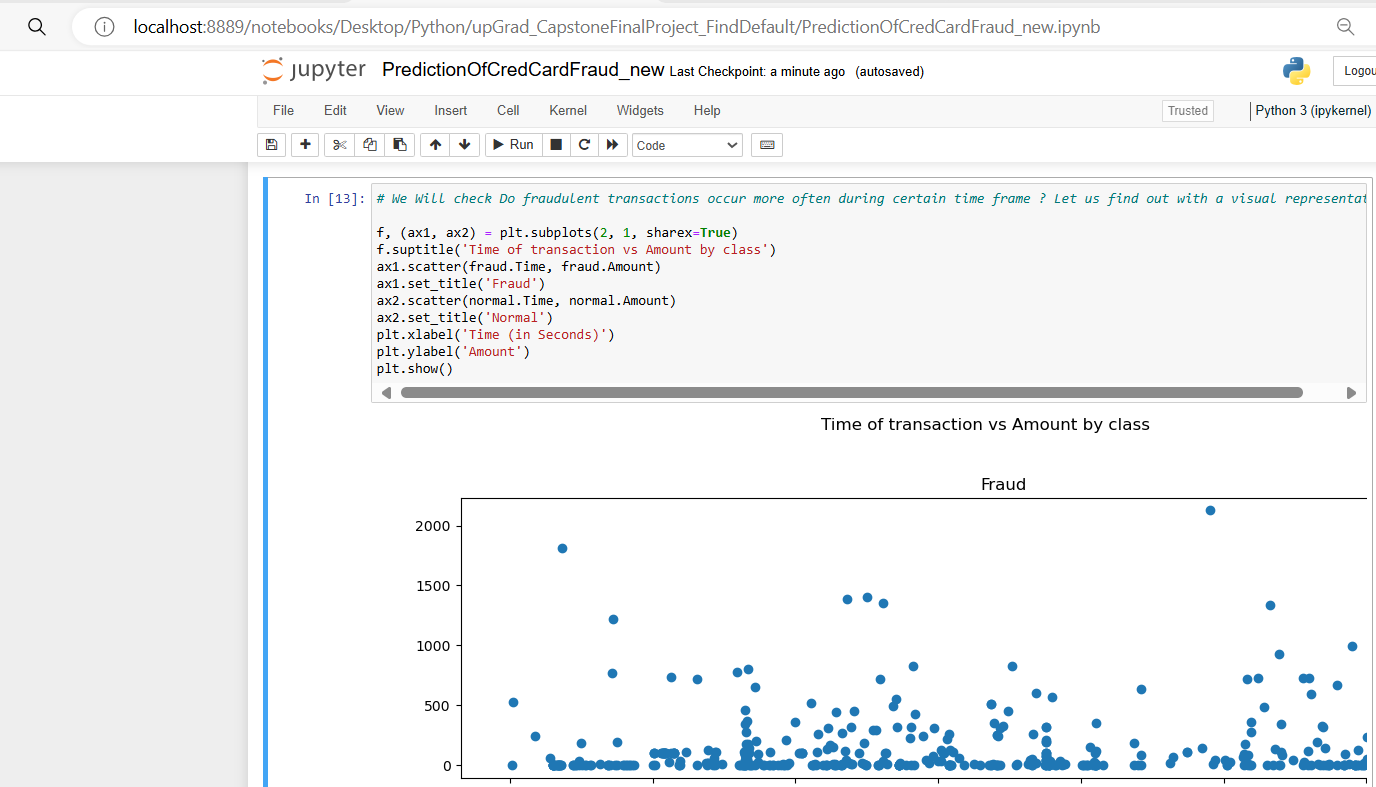 localhost:8889/notebooks/Desktop/Python/upGrad_CapstoneFinalProject_FindDefault/PredictionOfCredCardFraud_new.ipynb
jupyter PredictionOfCredCardFraud_new Last Checkpoint: a minute ago (autosaved)
Logou
File Edit View Insert Cell Kernel Widgets Help
Trusted Python 3 (ipykernel)
Run Code
In [13]: # We Will check Do fraudulent transactions occur more often during certain time frame ? Let us find out with a visual representat
f, (ax1, ax2) = plt.subplots(2, 1, sharex=True)
f.suptitle('Time of transaction vs Amount by class')
ax1.scatter(fraud.Time, fraud.Amount)
ax1.set_title('Fraud')
ax2.scatter(normal.Time, normal.Amount)
ax2.set_title('Normal')
plt.xlabel('Time (in Seconds)')
plt.ylabel('Amount')
plt.show()
Time of transaction vs Amount by class
Fraud
2000
1500
1000
500
0